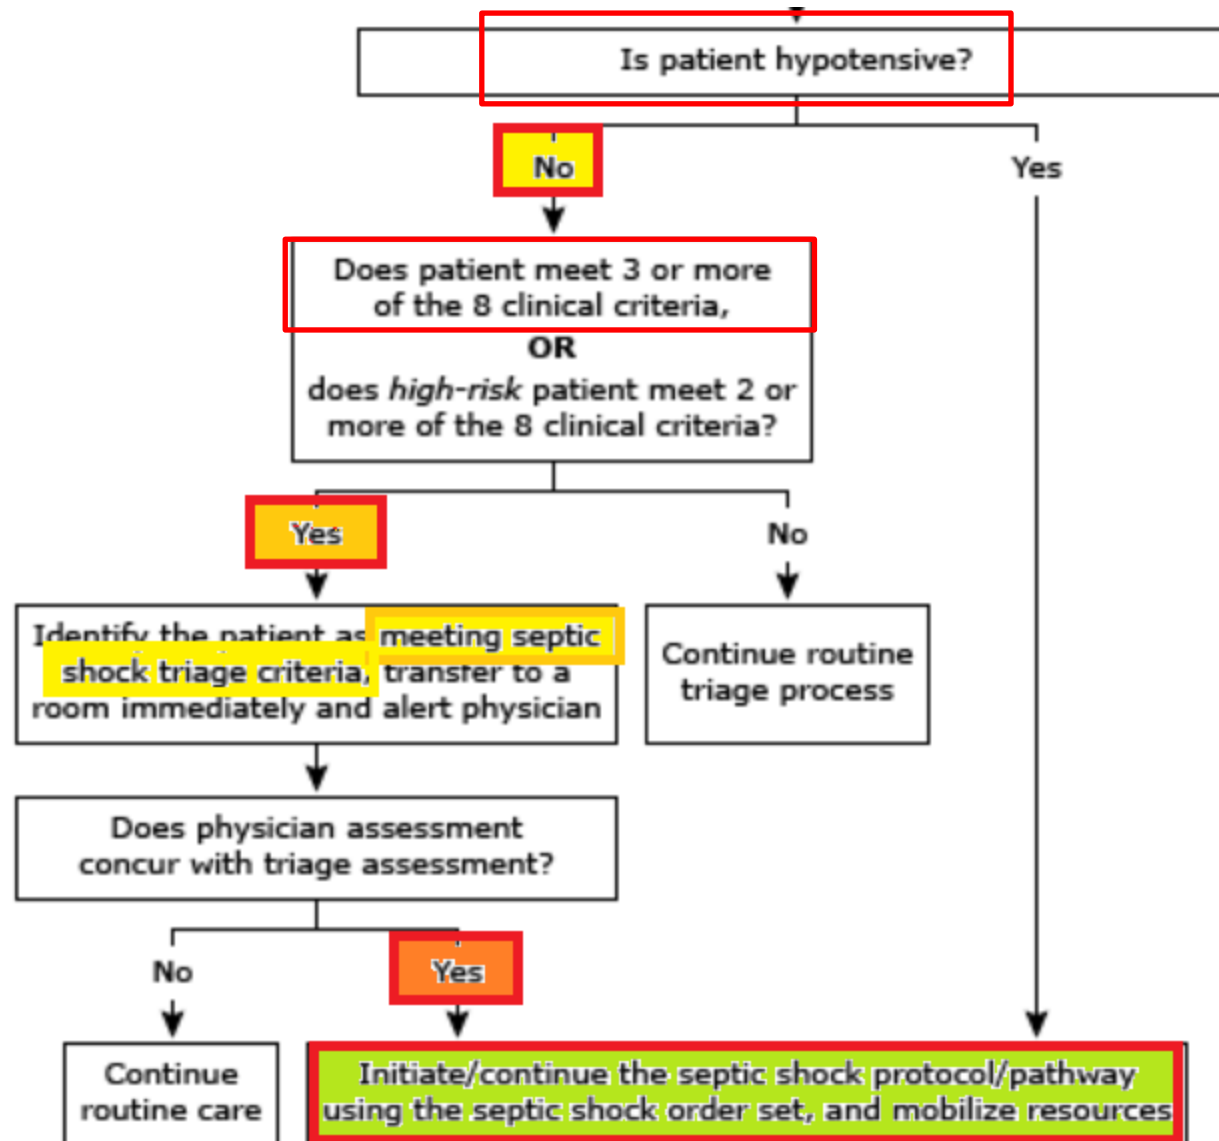 Is patient hypotensive?
No
Yes
Does patient meet 3 or more
of the 8 clinical criteria,
OR
does high-risk patient meet 2 or
more of the 8 clinical criteria?
Yes
No
Identify the patient as meeting septic
shock triage criteria, transfer to a
room immediately and alert physician
Continue routine
triage process
Does physician assessment
concur with triage assessment?
No
Yes
Continue
routine care
Initiate/continue the septic shock protocol/pathway
using the septic shock order set, and mobilize resources